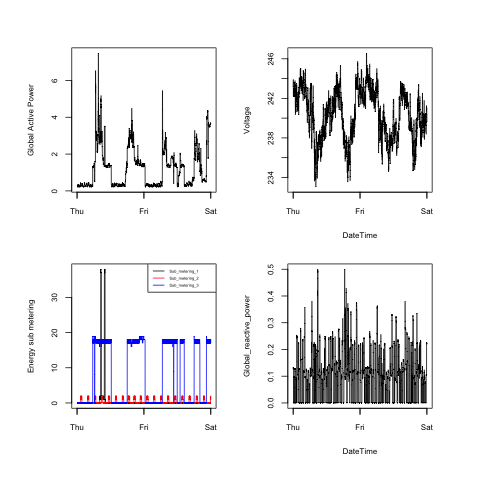 Global Active Power
0 2 4 6
Thu Fri Sat
Voltage
234 238 242 246
Thu Fri Sat
DateTime
Energy sub metering
0 10 20 30
Sub_metering_1
Sub_metering_2
Sub_metering_3
Thu Fri Sat
Global_reactive_power
0.0 0.1 0.2 0.3 0.4 0.5
Thu Fri Sat
DateTime